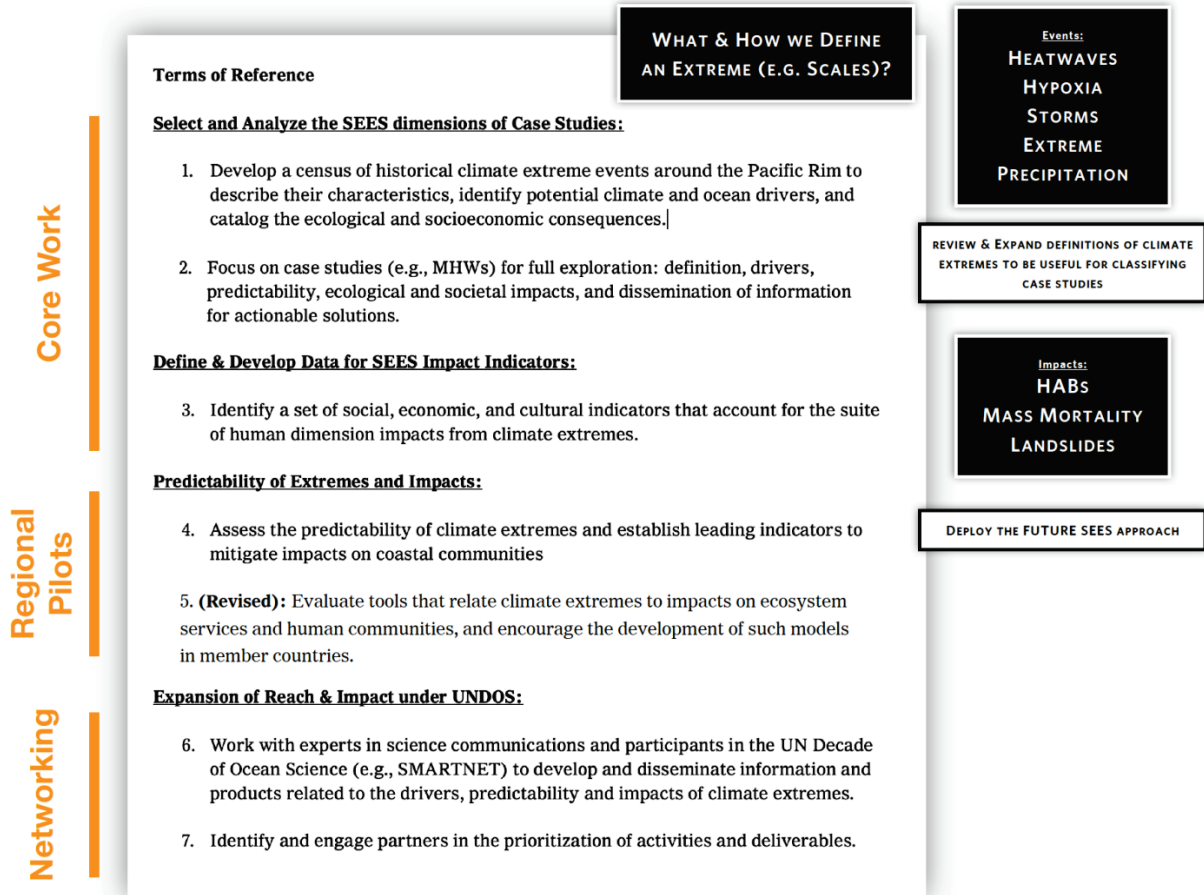 WHAT & HOW WE DEFINE
AN EXTREME (E.G. SCALES)?
Terms of Reference
Select and Analyze the SEES dimensions of Case Studies:
1. Develop a census of historical climate extreme events around the Pacific Rim to
describe their characteristics, identify potential climate and ocean drivers, and
catalog the ecological and socioeconomic consequences.
2. Focus on case studies (e.g., MHWs) for full exploration: definition, drivers,
predictability, ecological and societal impacts, and dissemination of information
for actionable solutions.
Define & Develop Data for SEES Impact Indicators:
3. Identify a set of social, economic, and cultural indicators that account for the suite
of human dimension impacts from climate extremes.
Predictability of Extremes and Impacts:
4. Assess the predictability of climate extremes and establish leading indicators to
mitigate impacts on coastal communities
5. (Revised): Evaluate tools that relate climate extremes to impacts on ecosystem
services and human communities, and encourage the development of such models
in member countries.
Expansion of Reach & Impact under UNDOS:
6. Work with experts in science communications and participants in the UN Decade
of Ocean Science (e.g., SMARTNET) to develop and disseminate information and
products related to the drivers, predictability and impacts of climate extremes.
7. Identify and engage partners in the prioritization of activities and deliverables.
Core Work
Regional
Pilots
Networking
Events:
HEATWAVES
HYPOXIA
STORMS
EXTREME
PRECIPITATION
REVIEW & EXPAND DEFINITIONS OF CLIMATE
EXTREMES TO BE USEFUL FOR CLASSIFYING
CASE STUDIES
Impacts:
HABS
MASS MORTALITY
LANDSLIDES
DEPLOY THE FUTURE SEES APPROACH